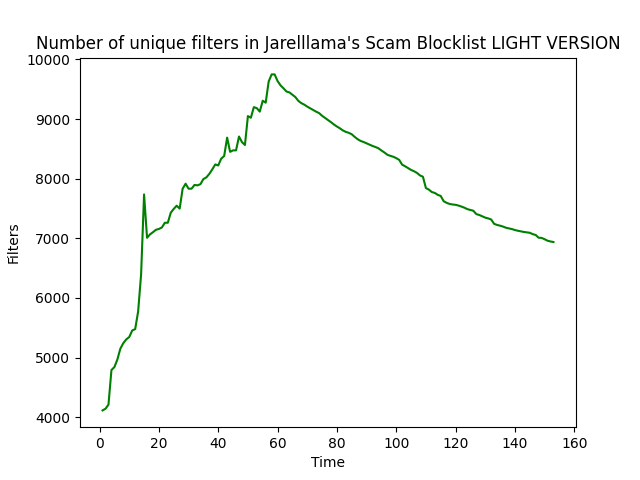 Number of unique filters in Jarelllama's Scam Blocklist LIGHT VERSION
10000
9000
8000
7000
6000
5000
4000
Filters
0 20 40 60 80 100 120 140 160
Time